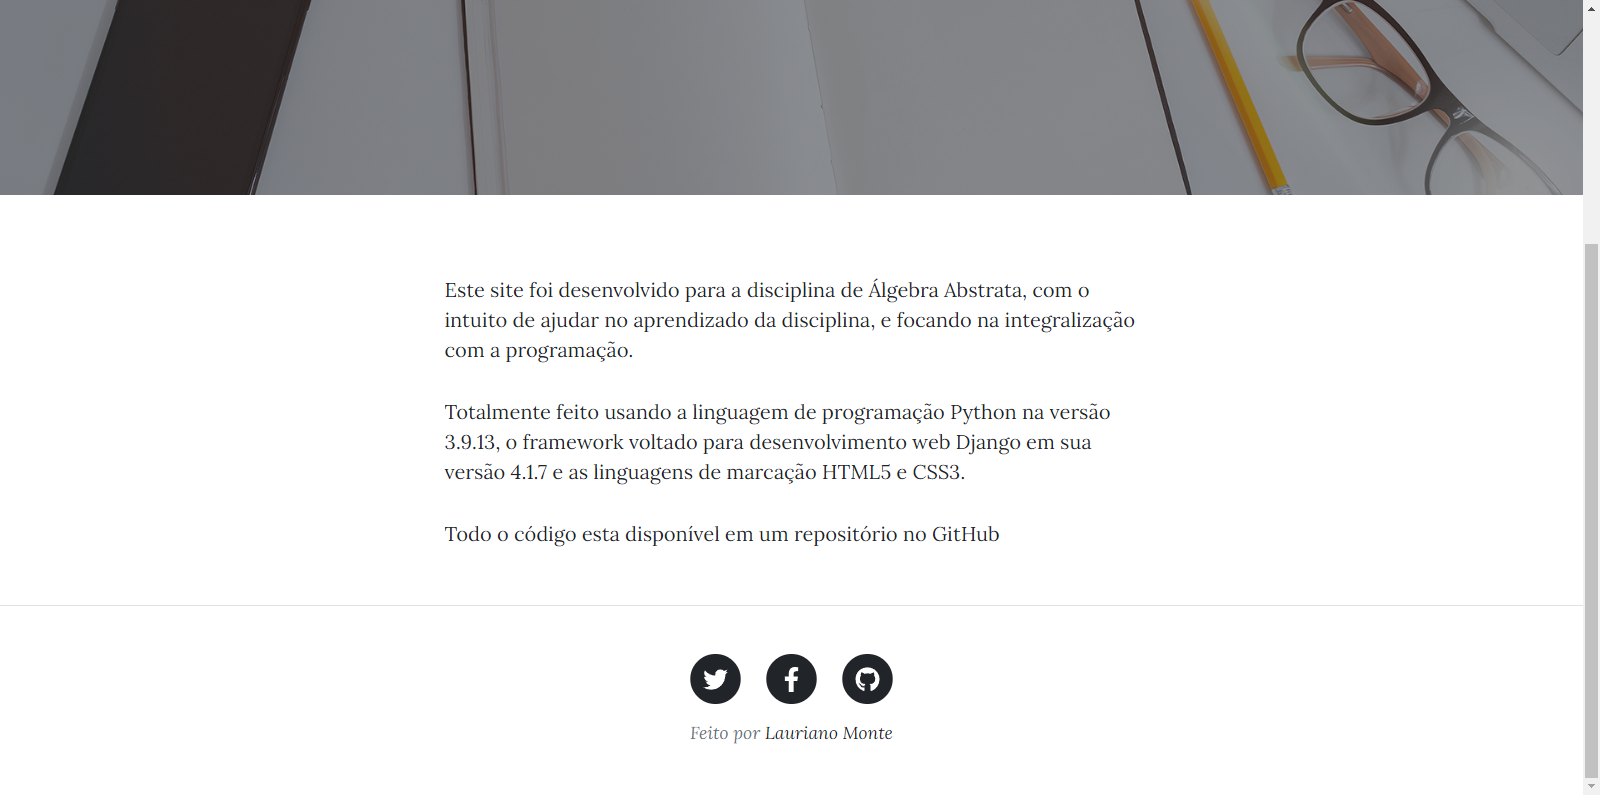 Este site foi desenvolvido para a disciplina de Álgebra Abstrata, com o
intuito de ajudar no aprendizado da disciplina, e focando na integralização
com a programação.
Totalmente feito usando a linguagem de programação Python na versão
3.9.13, o framework voltado para desenvolvimento web Django em sua
versão 4.1.7 e as linguagens de marcação HTML5 e CSS3.
Todo o código esta disponível em um repositório no GitHub
Feito por Lauriano Monte